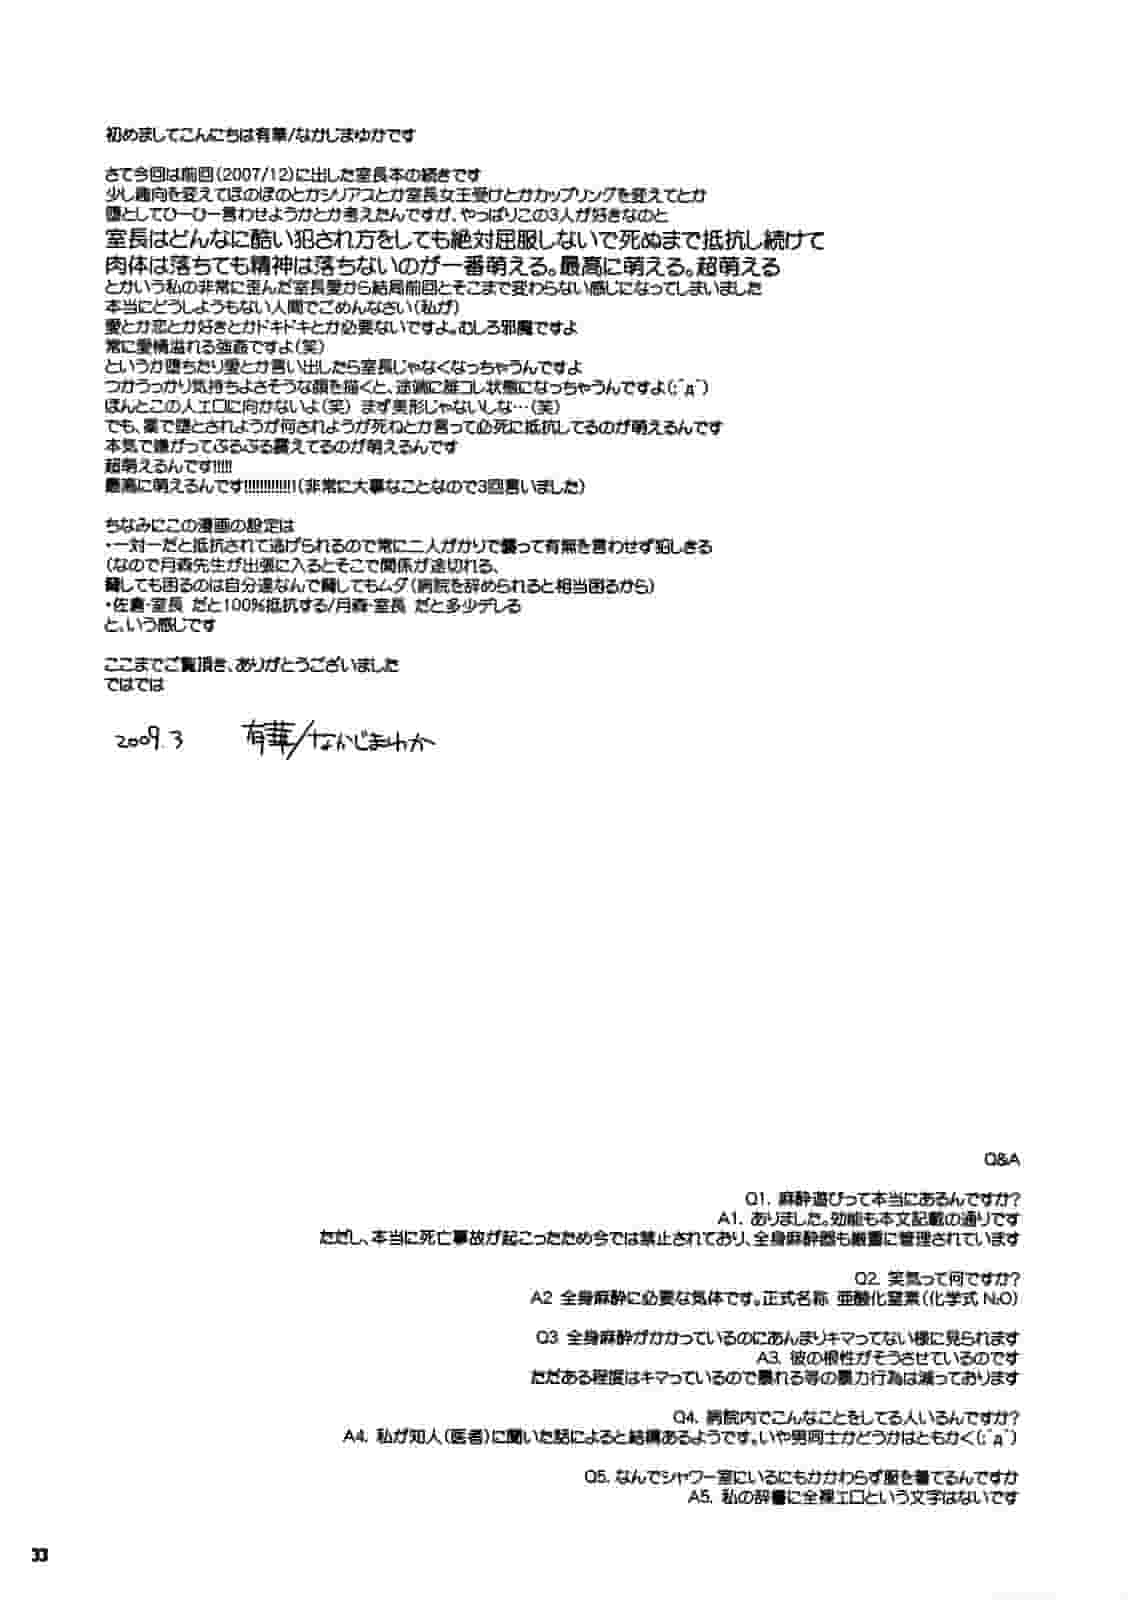 初めましてこんにちは有華/なかじまゆかです
さて今回は前回(2007/12)に出した室長本の続きです
少し趣向を変えてほのぼのとかシリアスとか室長女王受けとかカップリングを変えてとか
堕としてひーひー言わせようかとか考えたんですが、やっぱりこの3人が好きなのと
室長はどんなに酷い犯され方をしても絶対屈服しないで死ぬまで抵抗し続けて
肉体は落ちても精神は落ちないのが一番萌える。最高に萌える。超萌える
とかいう私の非常に歪んだ室長愛から結局前回とそこまで変わらない感じになってしまいました
本当にどうしようもない人間でごめんなさい(私が)
愛とか恋とか好きとかドキドキとか必要ないですよ。むしろ邪魔ですよ
常に愛情溢れる強姦ですよ(笑)
というか堕ちたり愛とか言い出したら室長じゃなくなっちゃうんですよ
つかうっかり気持ちよさそうな顔を描くと、途端に誰コレ状態になっちゃうんですよ(;ﾟдﾟ)
ほんとこの人エロに向かないよ(笑) まず美形じゃないしな…(笑)
でも、薬で堕とされようが何されようが死ねとか言って必死に抵抗してるのが萌えるんです
本気で嫌がってぶるぶる震えてるのが萌えるんです
超萌えるんです!!!!!
最高に萌えるんです!!!!!!!!!!!!!(非常に大事なことなので3回言いました)
ちなみにこの漫画の設定は
・一対一だと抵抗されて逃げられるので常に二人がかりで襲って有無を言わせず犯しきる
(なので月森先生が出張に入るとそこで関係が途切れる、
脅しても困るのは自分達なんで脅してもムダ(病院を辞められると相当困るから)
・佐倉・室長 だと100%抵抗する/月森・室長 だと多少デレる
と、いう感じです
ここまでご覧頂き、ありがとうございました
ではでは
2009.3 有華/なかじまゆか
Q&A
Q1. 麻酔遊びって本当にあるんですか?
A1. ありました。効能も本文記載の通りです
ただし、本当に死亡事故が起こったため今では禁止されており、全身麻酔器も厳重に管理されています
Q2. 笑気って何ですか?
A2 全身麻酔に必要な気体です。正式名称 亜酸化窒素(化学式 N₂O)
Q3 全身麻酔がかかっているのにあんまりキマってない様に見られます
A3. 彼の根性がそうさせているのです
ただある程度はキマっているので暴れる等の暴力行為は減っております
Q4. 病院内でこんなことをしてる人いるんですか?
A4. 私が知人(医者)に聞いた話によると結構あるようです。いや男同士かどうかはともかく(;ﾟдﾟ)
Q5. なんでシャワー室にいるにもかかわらず服を着てるんですか
A5. 私の辞書に全裸エロという文字はないです
33